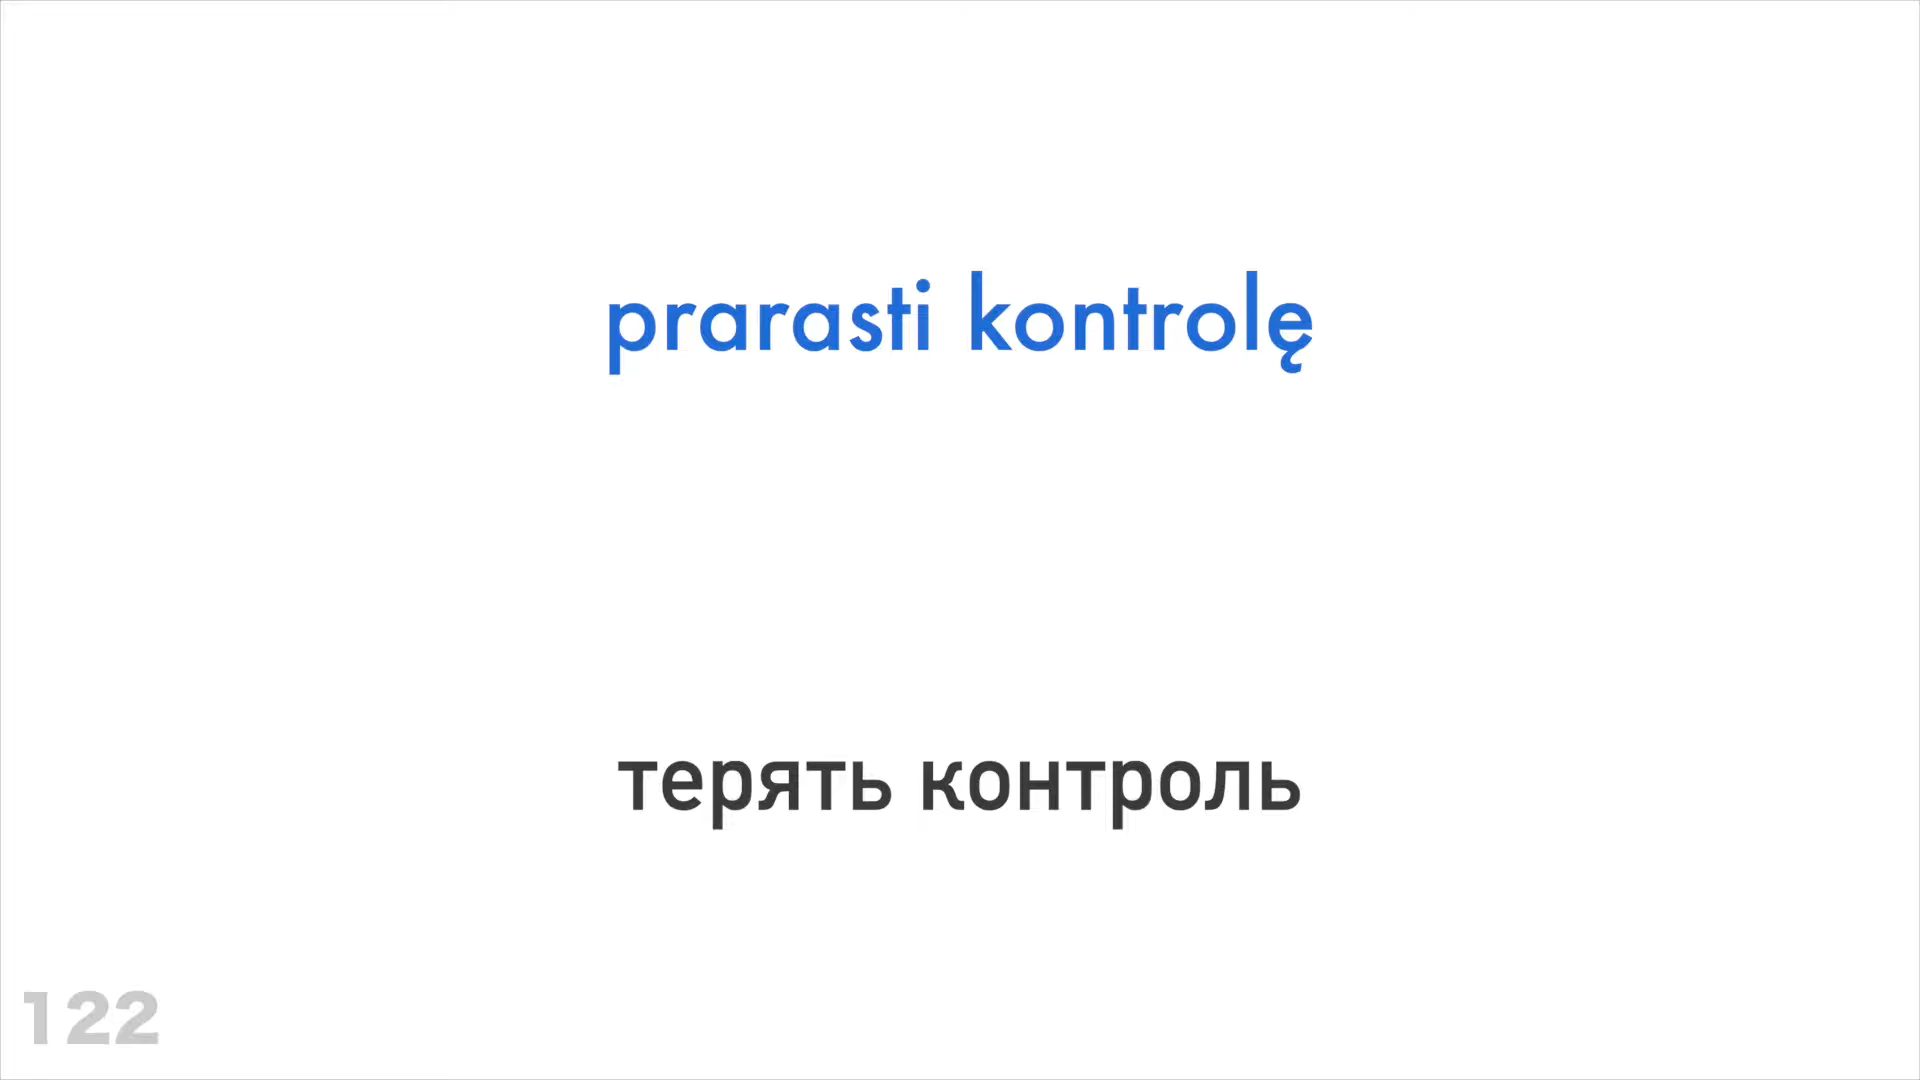 prarasti kontrolę
терять контроль
122